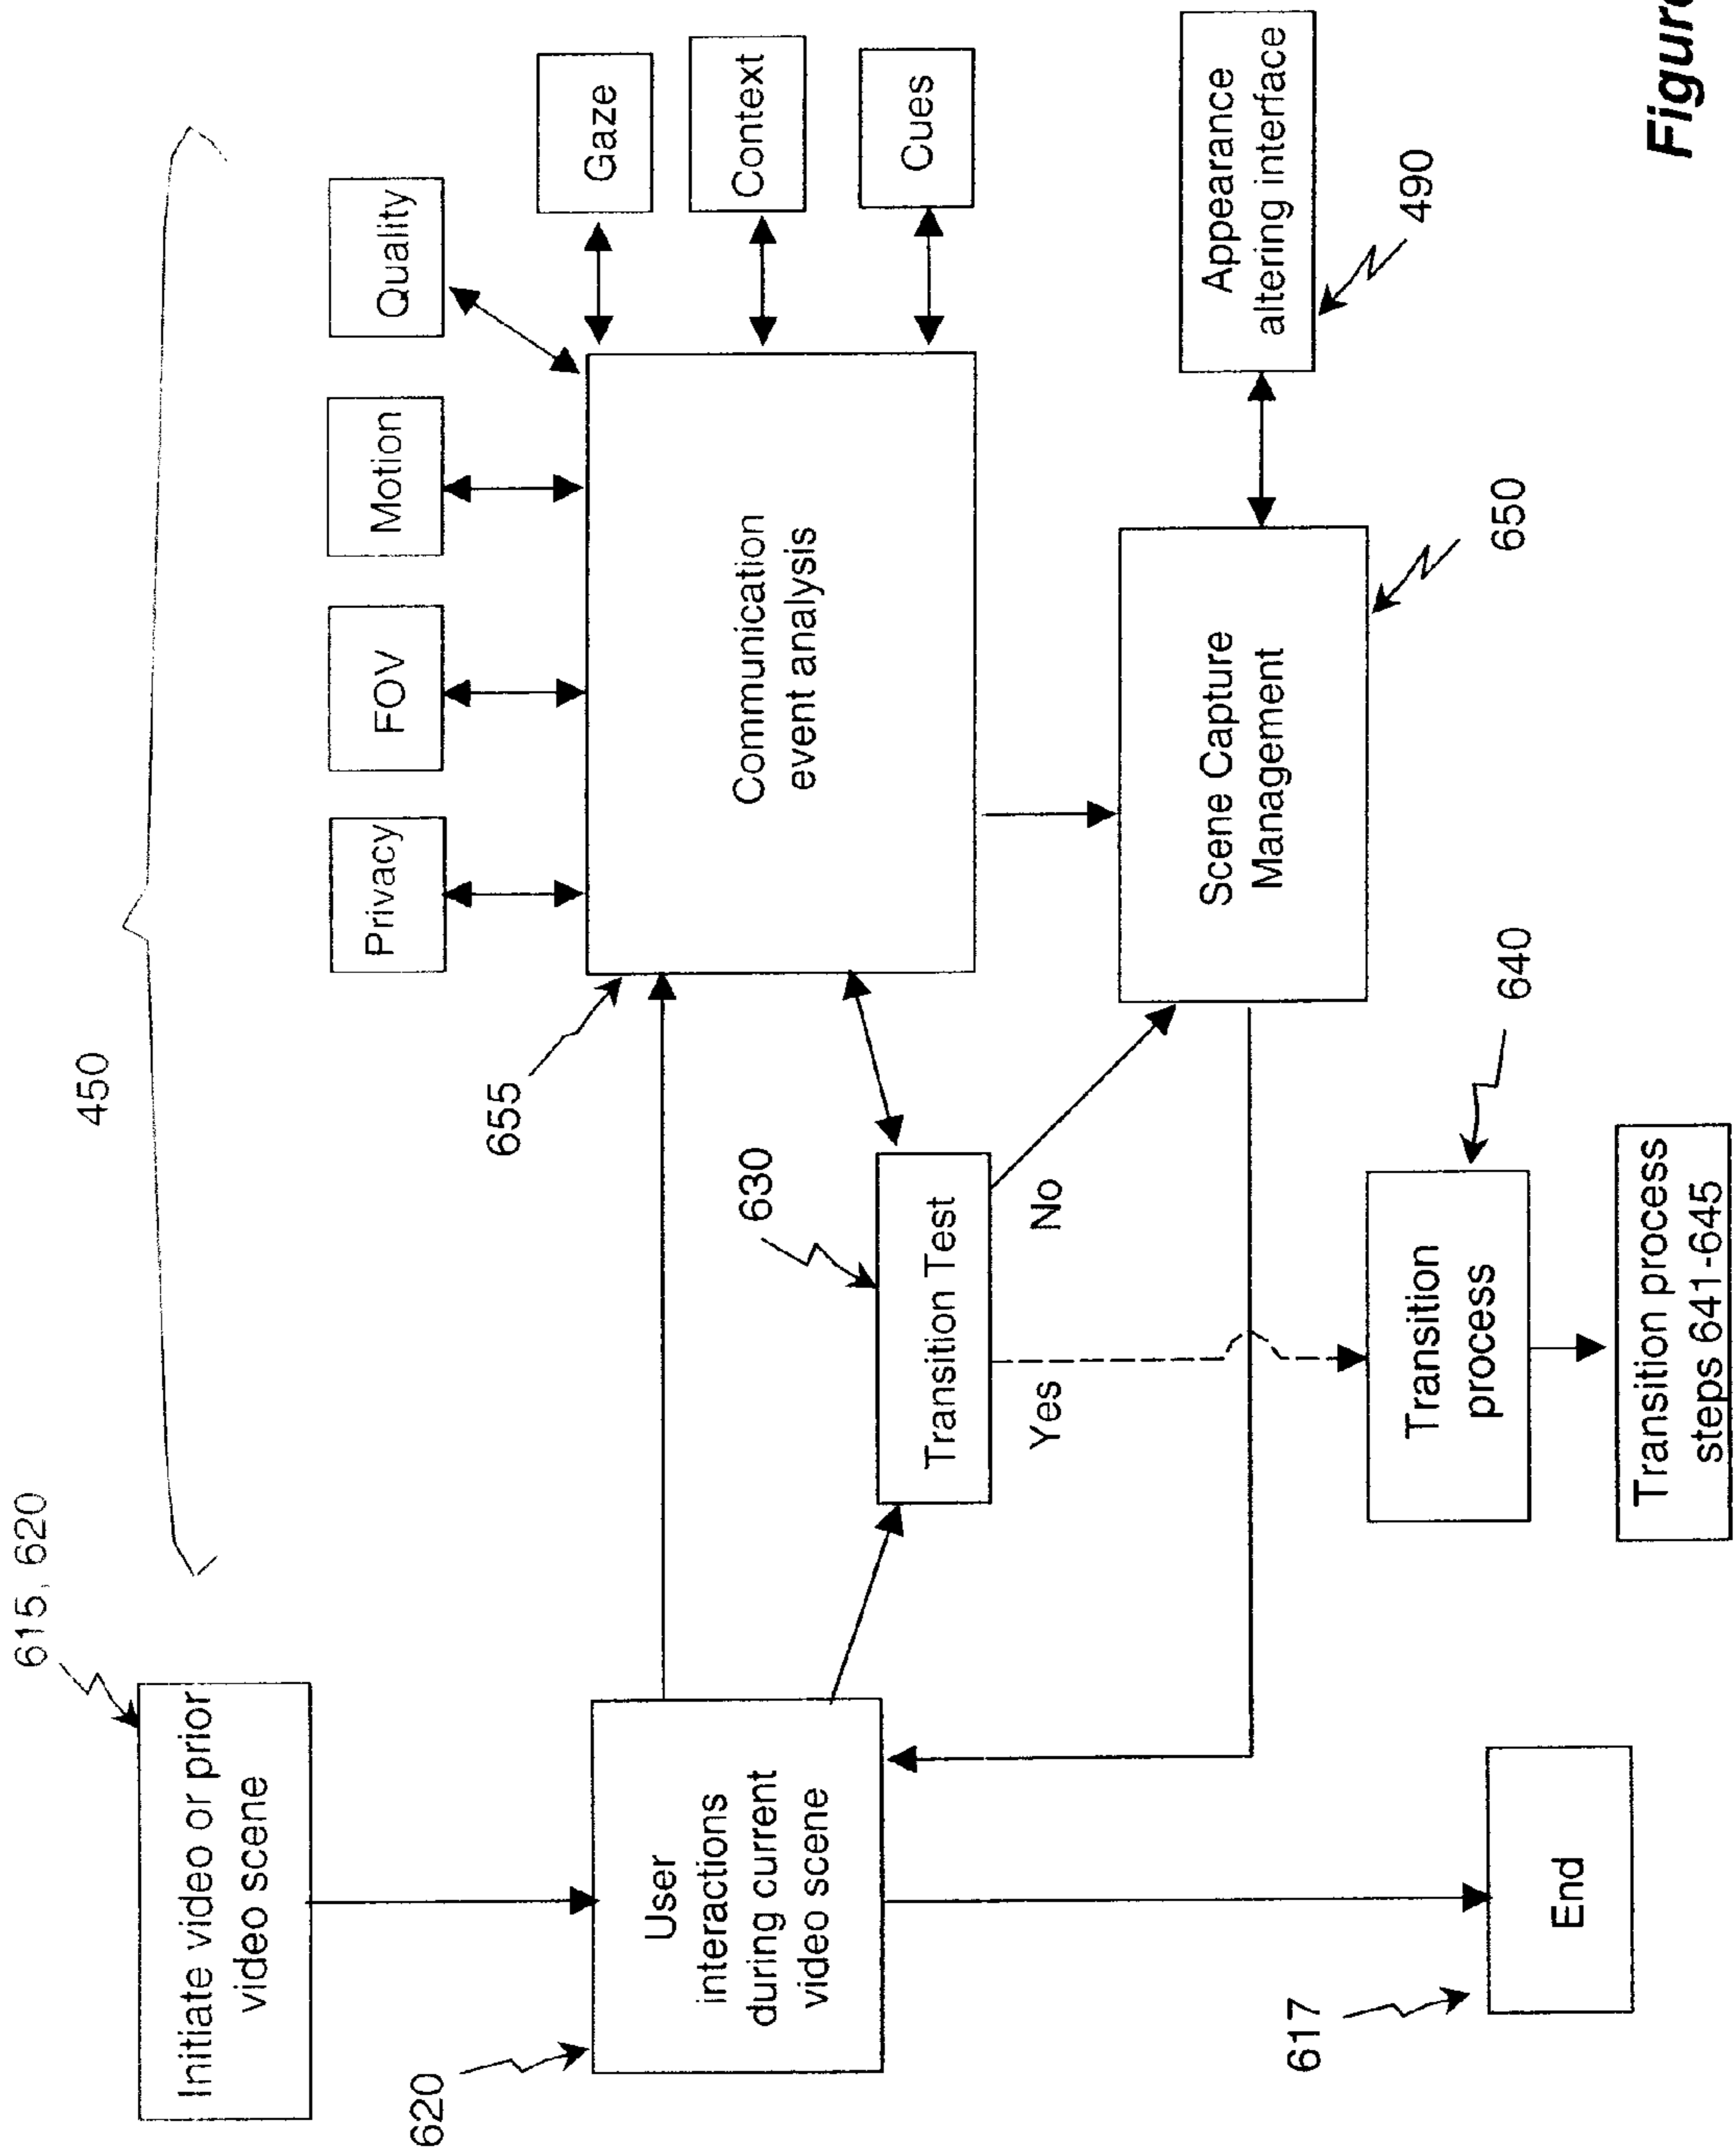 615, 620
450
Initiate video or prior
video scene
Privacy
FOV
Motion
Quality
Gaze
Context
Cues
655
Communication
event analysis
620
User
interactions
during current
video scene
630
Transition Test
No
Yes
Scene Capture
Management
650
Appearance
altering interface
490
640
Transition
process
Transition process
steps 641-645
617
End
Figure